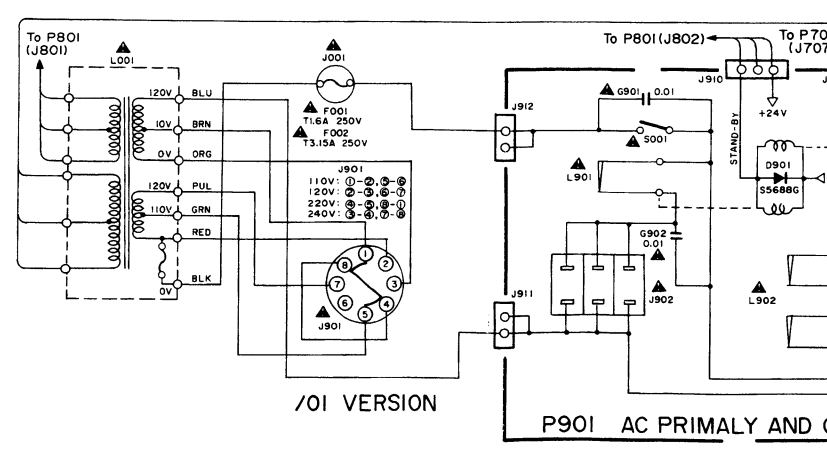 To P801
(J801)
L001
J001
To P801(J802)
To P70
(J707
J910
120V BLU
10V BRN
0V ORG
120V PUL
110V GRN
RED
BLK
0V
F001
T1.6A 250V
F002
T3.15A 250V
J901
110V: ①-②,⑤-⑥
120V: ②-③,⑥-⑦
220V: ④-⑤,⑧-①
240V: ③-④,⑦-⑧
1
2
3
4
5
6
7
8
J901
J912
G901 0.01
S001
L901
STAND-BY
+24V
D901
S5688G
G902
0.01
J902
L902
J911
/01 VERSION
P901 AC PRIMALY AND